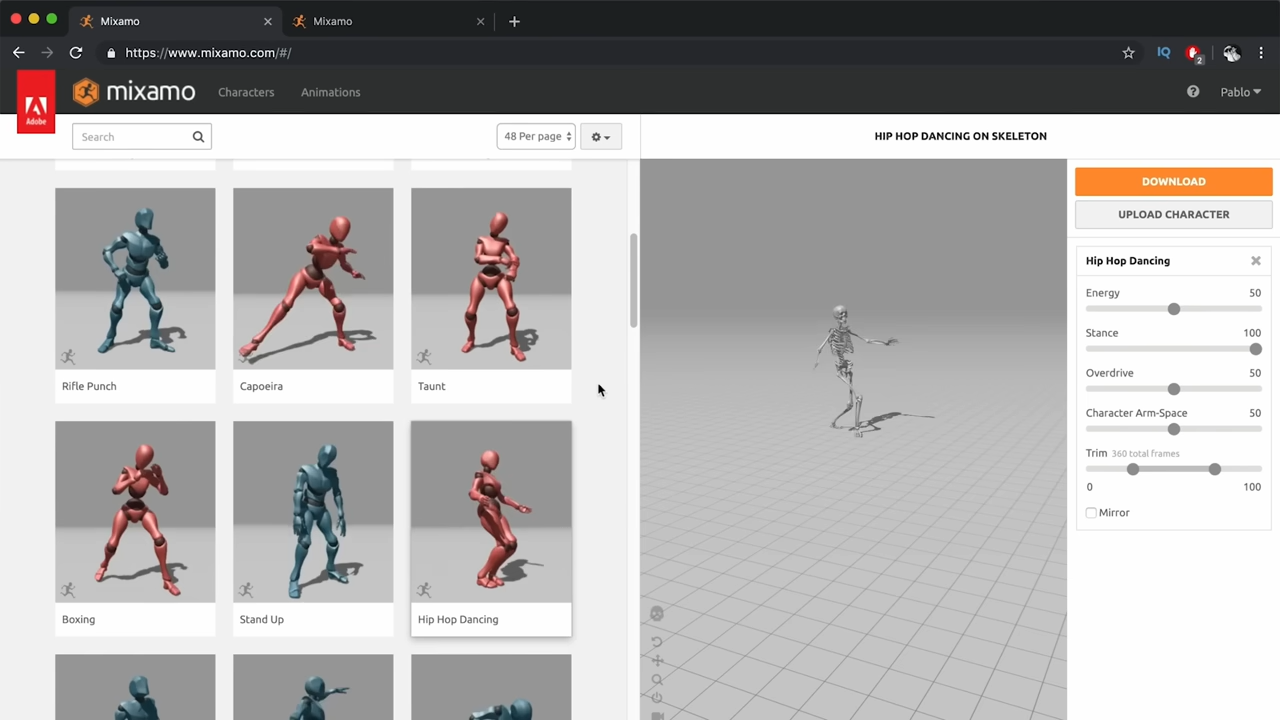 Mixamo
Mixamo
https://www.mixamo.com/#/
IQ
2
Adobe
mixamo
Characters
Animations
Pablo
Search
48 Per page
HIP HOP DANCING ON SKELETON
DOWNLOAD
UPLOAD CHARACTER
Hip Hop Dancing
Energy 50
Stance 100
Overdrive 50
Character Arm-Space 50
Trim 360 total frames
0 100
Mirror
Rifle Punch
Capoeira
Taunt
Boxing
Stand Up
Hip Hop Dancing